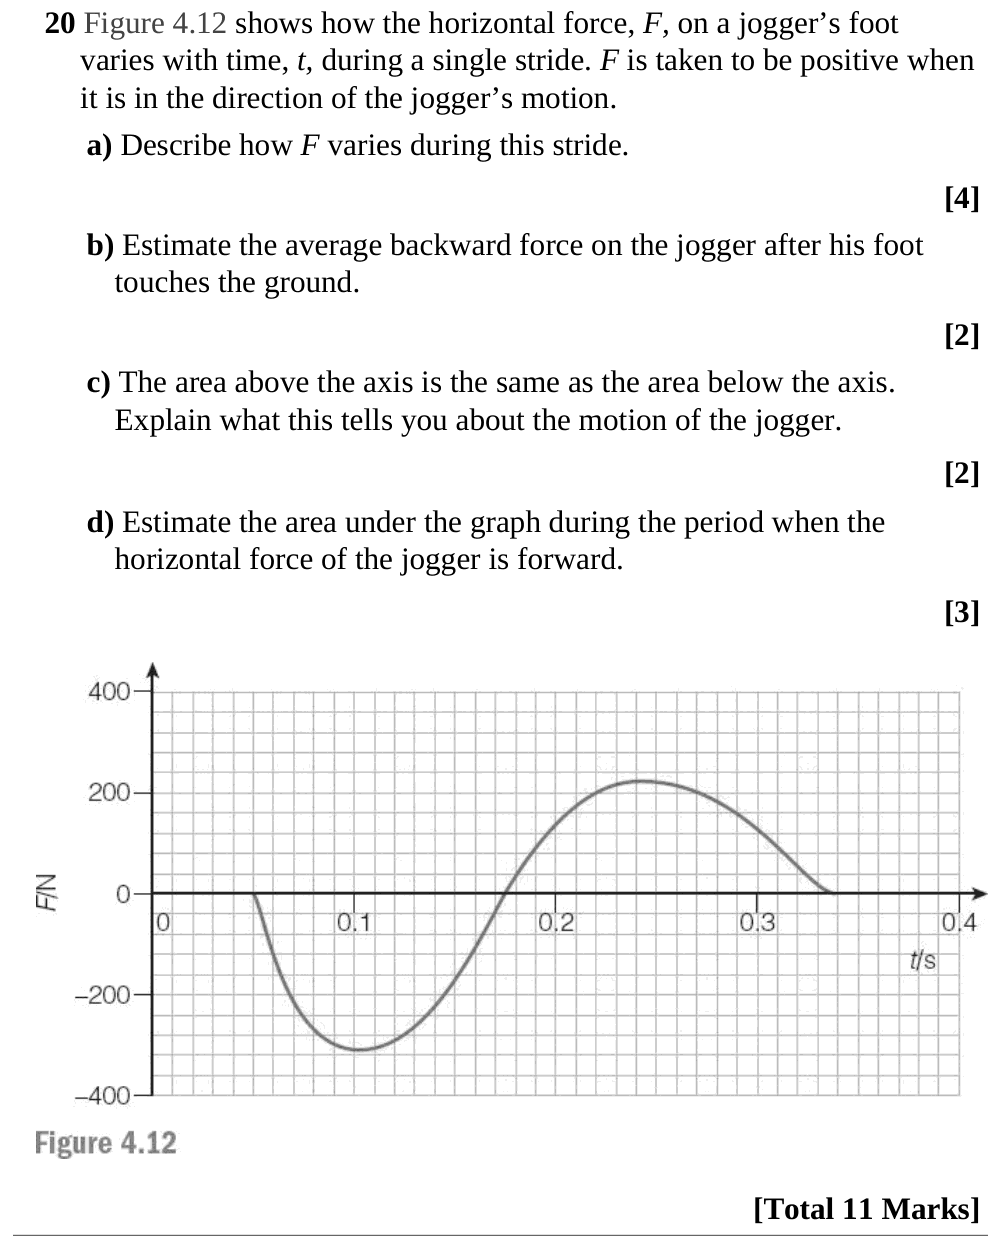 20 Figure 4.12 shows how the horizontal force, F, on a jogger’s foot
varies with time, t, during a single stride. F is taken to be positive when
it is in the direction of the jogger’s motion.
a) Describe how F varies during this stride.
[4]
b) Estimate the average backward force on the jogger after his foot
touches the ground.
[2]
c) The area above the axis is the same as the area below the axis.
Explain what this tells you about the motion of the jogger.
[2]
d) Estimate the area under the graph during the period when the
horizontal force of the jogger is forward.
[3]
400
200
F/N
0
0 0.1 0.2 0.3 0.4
t/s
–200
–400
Figure 4.12
[Total 11 Marks]